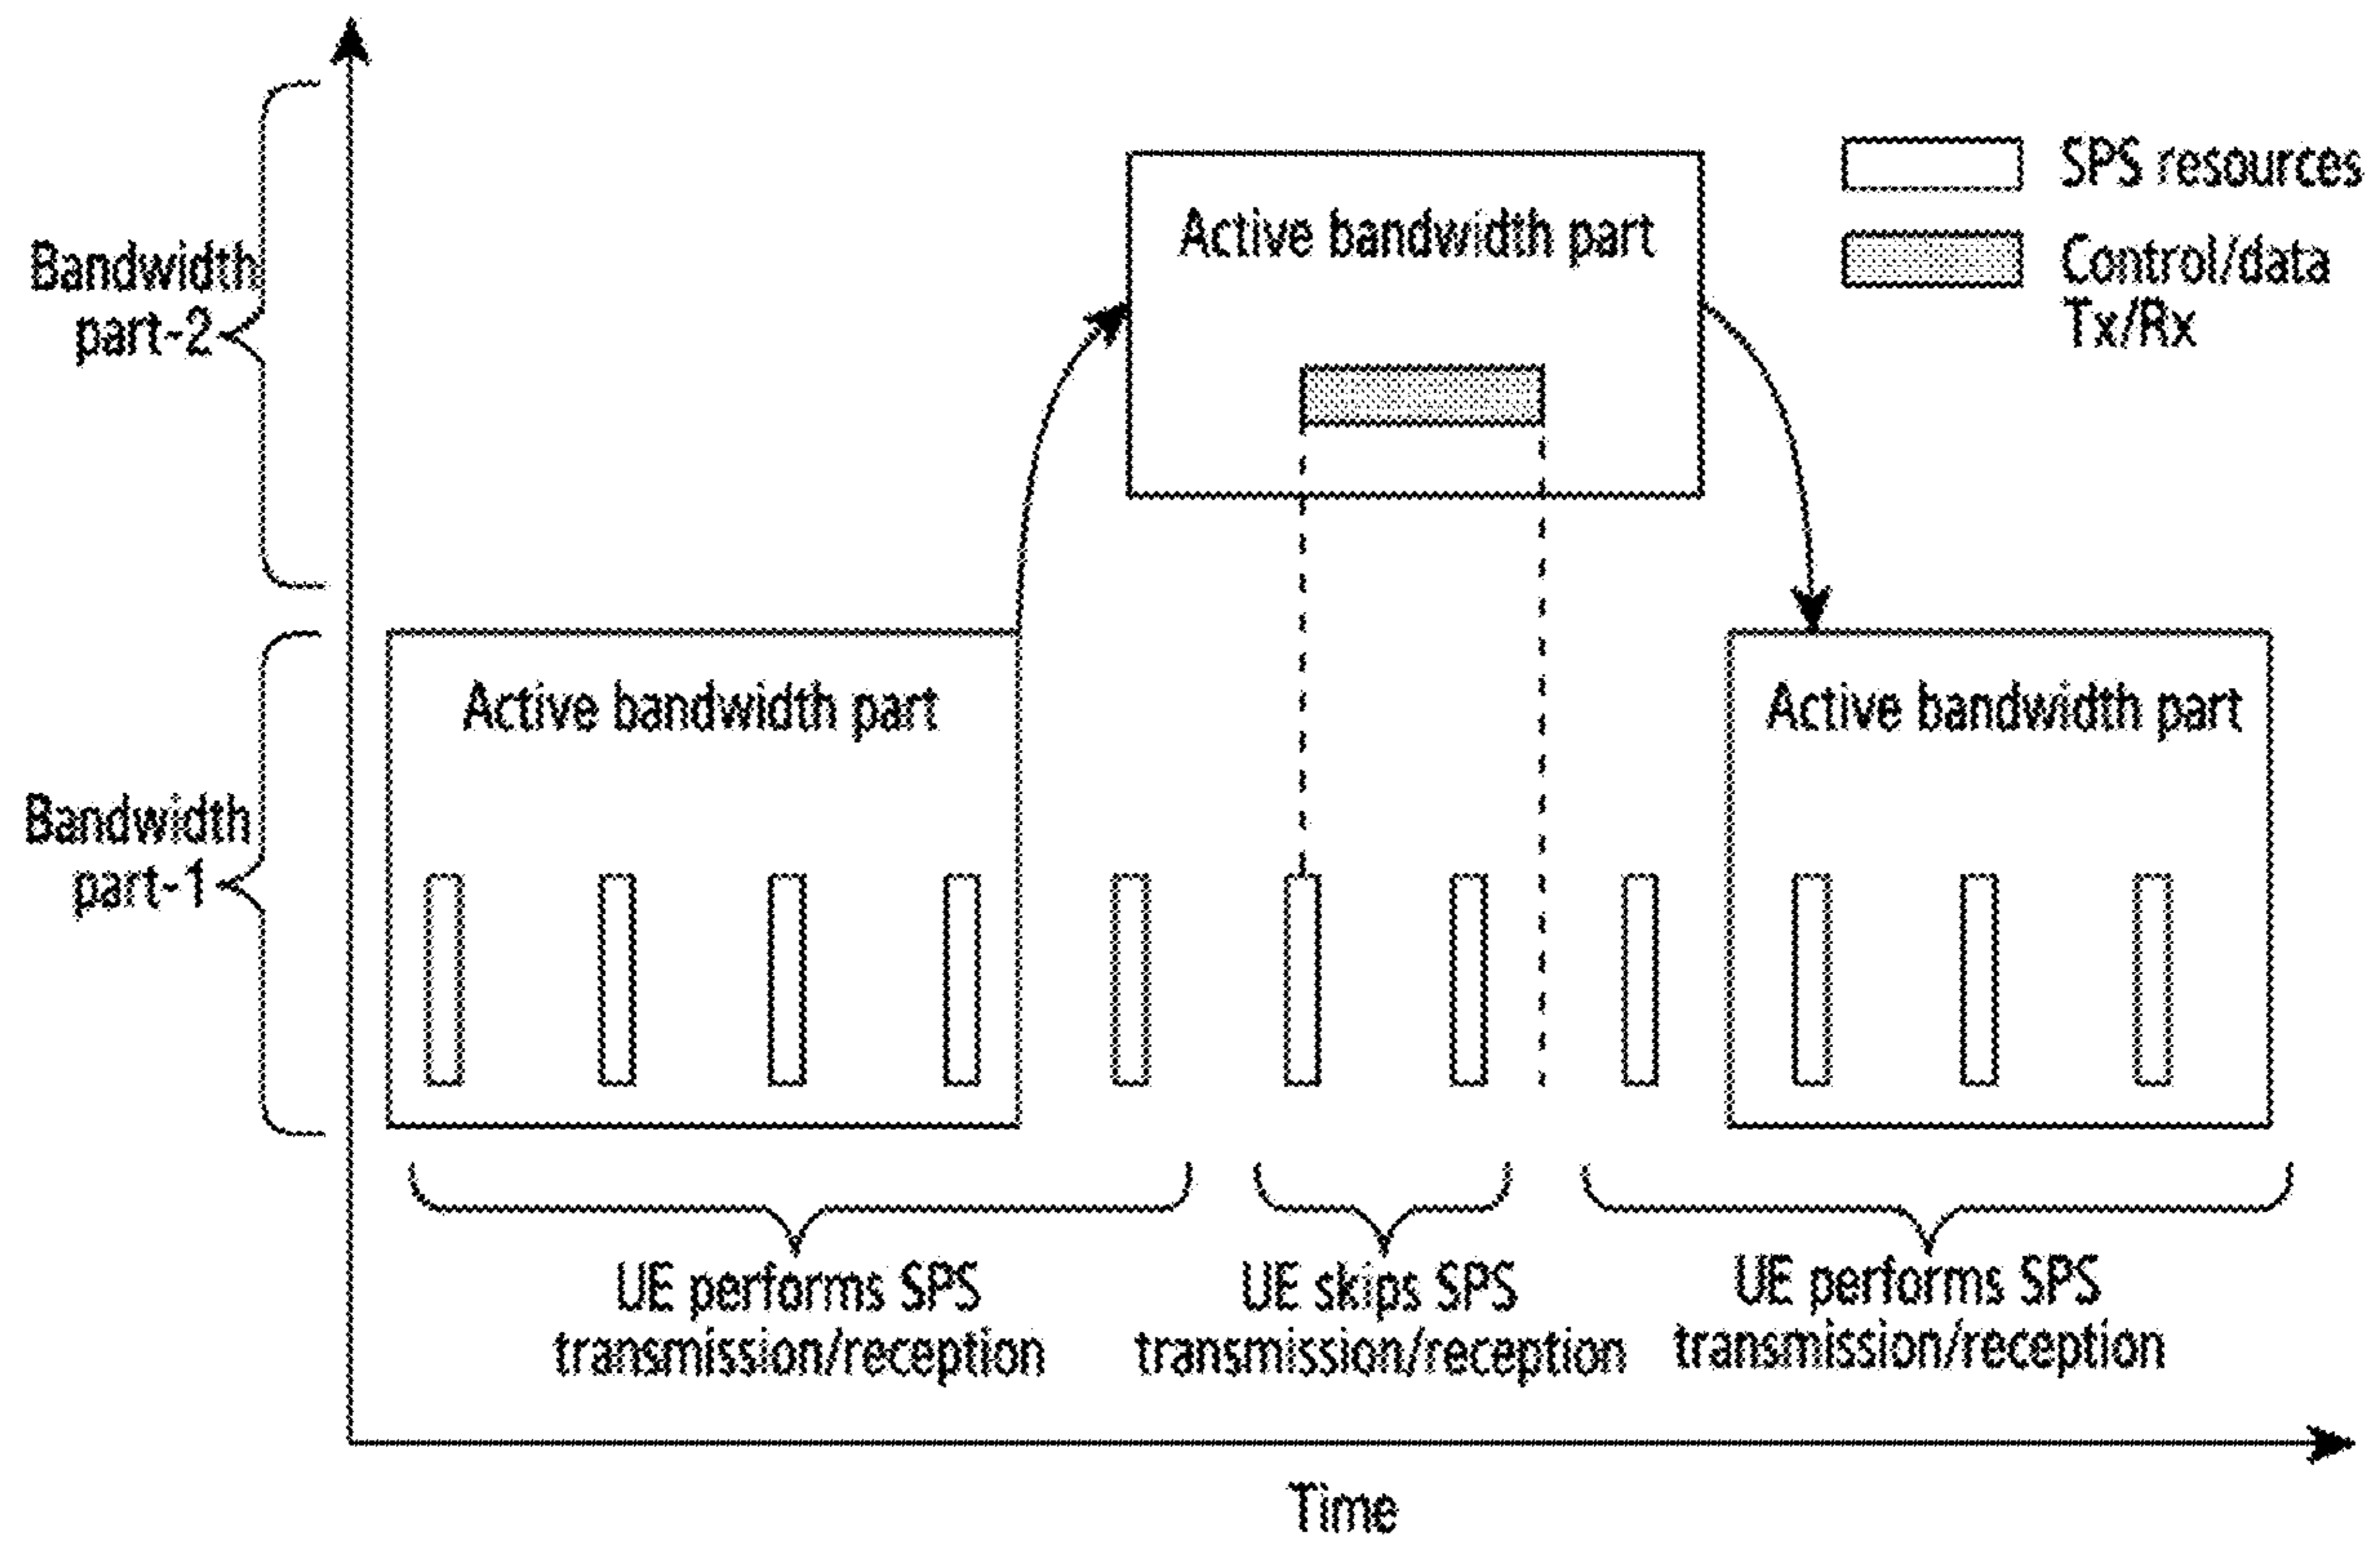 SPS resources
Control/data
Tx/Rx
Active bandwidth part
Bandwidth
part-2
Active bandwidth part
Active bandwidth part
Bandwidth
part-1
UE performs SPS
transmission/reception
UE skips SPS
transmission/reception
UE performs SPS
transmission/reception
Time